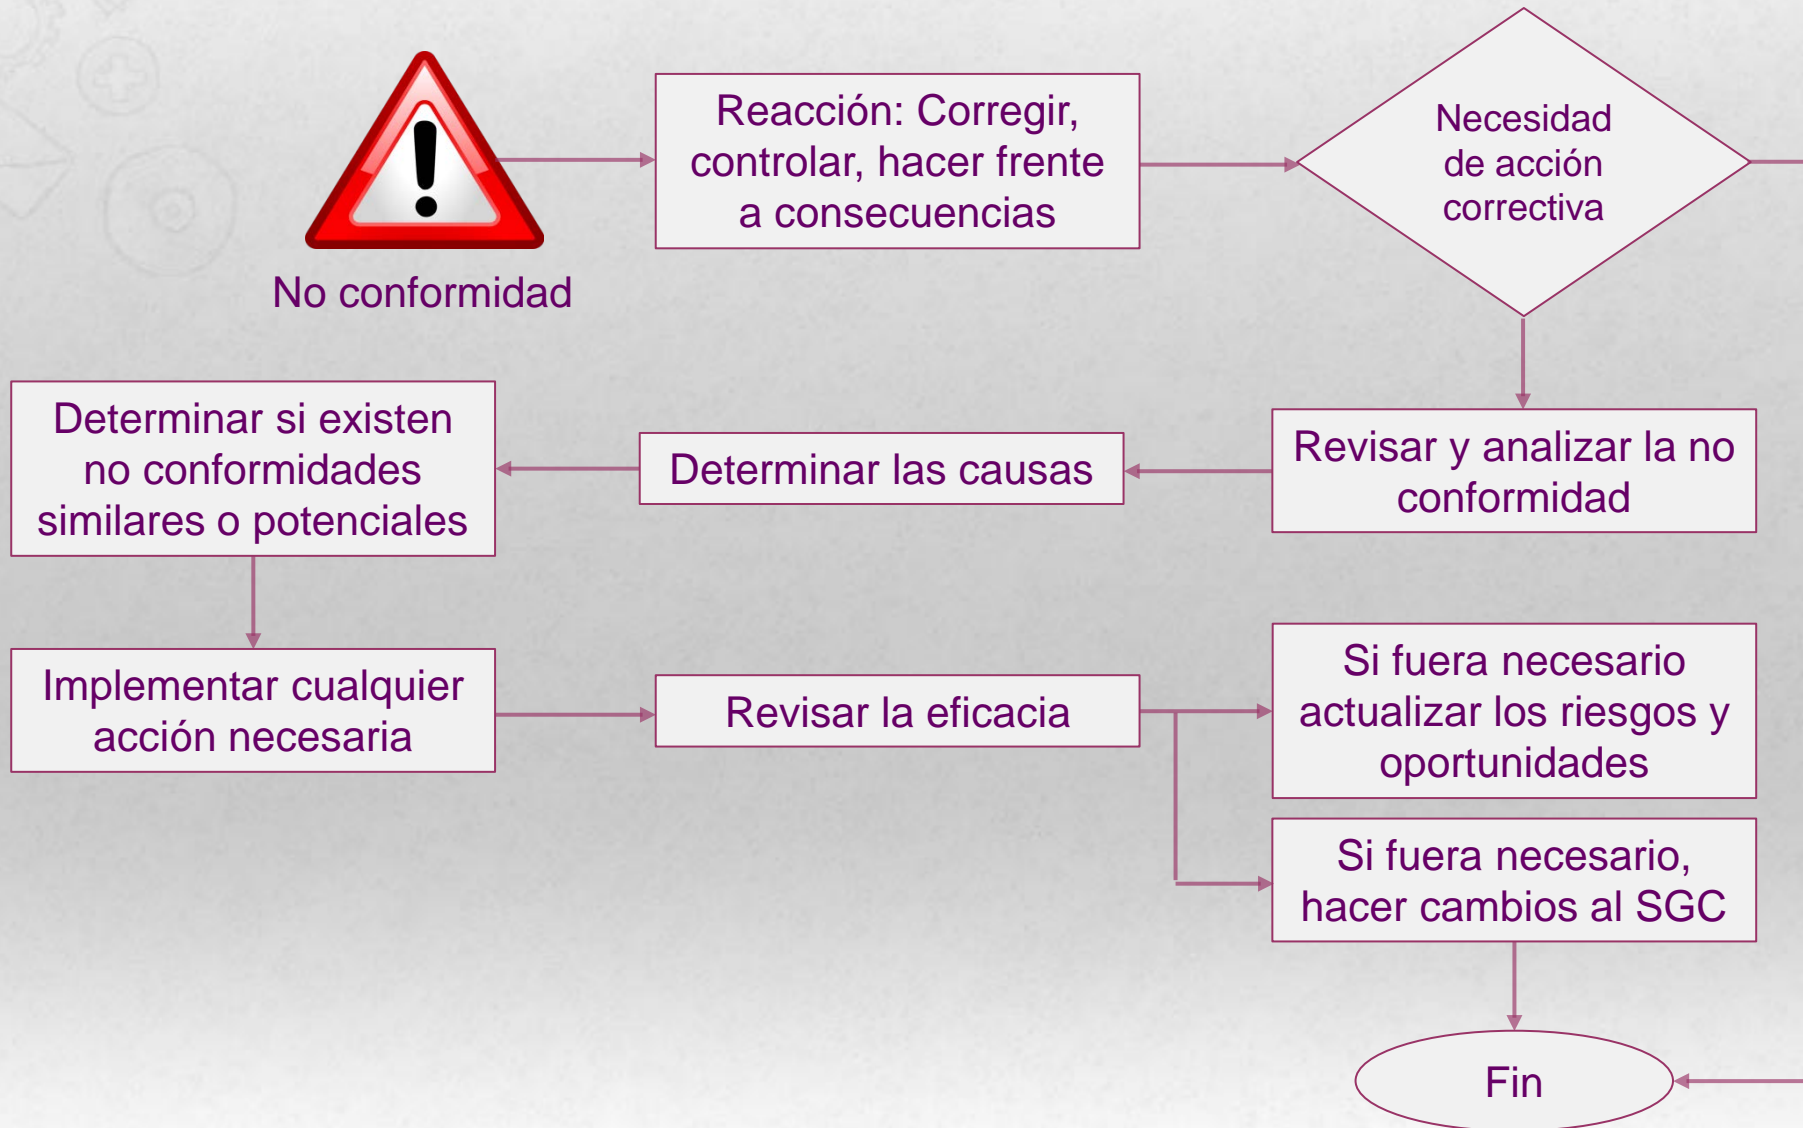 No conformidad
Reacción: Corregir,
controlar, hacer frente
a consecuencias
Necesidad
de acción
correctiva
Revisar y analizar la no
conformidad
Determinar las causas
Determinar si existen
no conformidades
similares o potenciales
Implementar cualquier
acción necesaria
Revisar la eficacia
Si fuera necesario
actualizar los riesgos y
oportunidades
Si fuera necesario,
hacer cambios al SGC
Fin